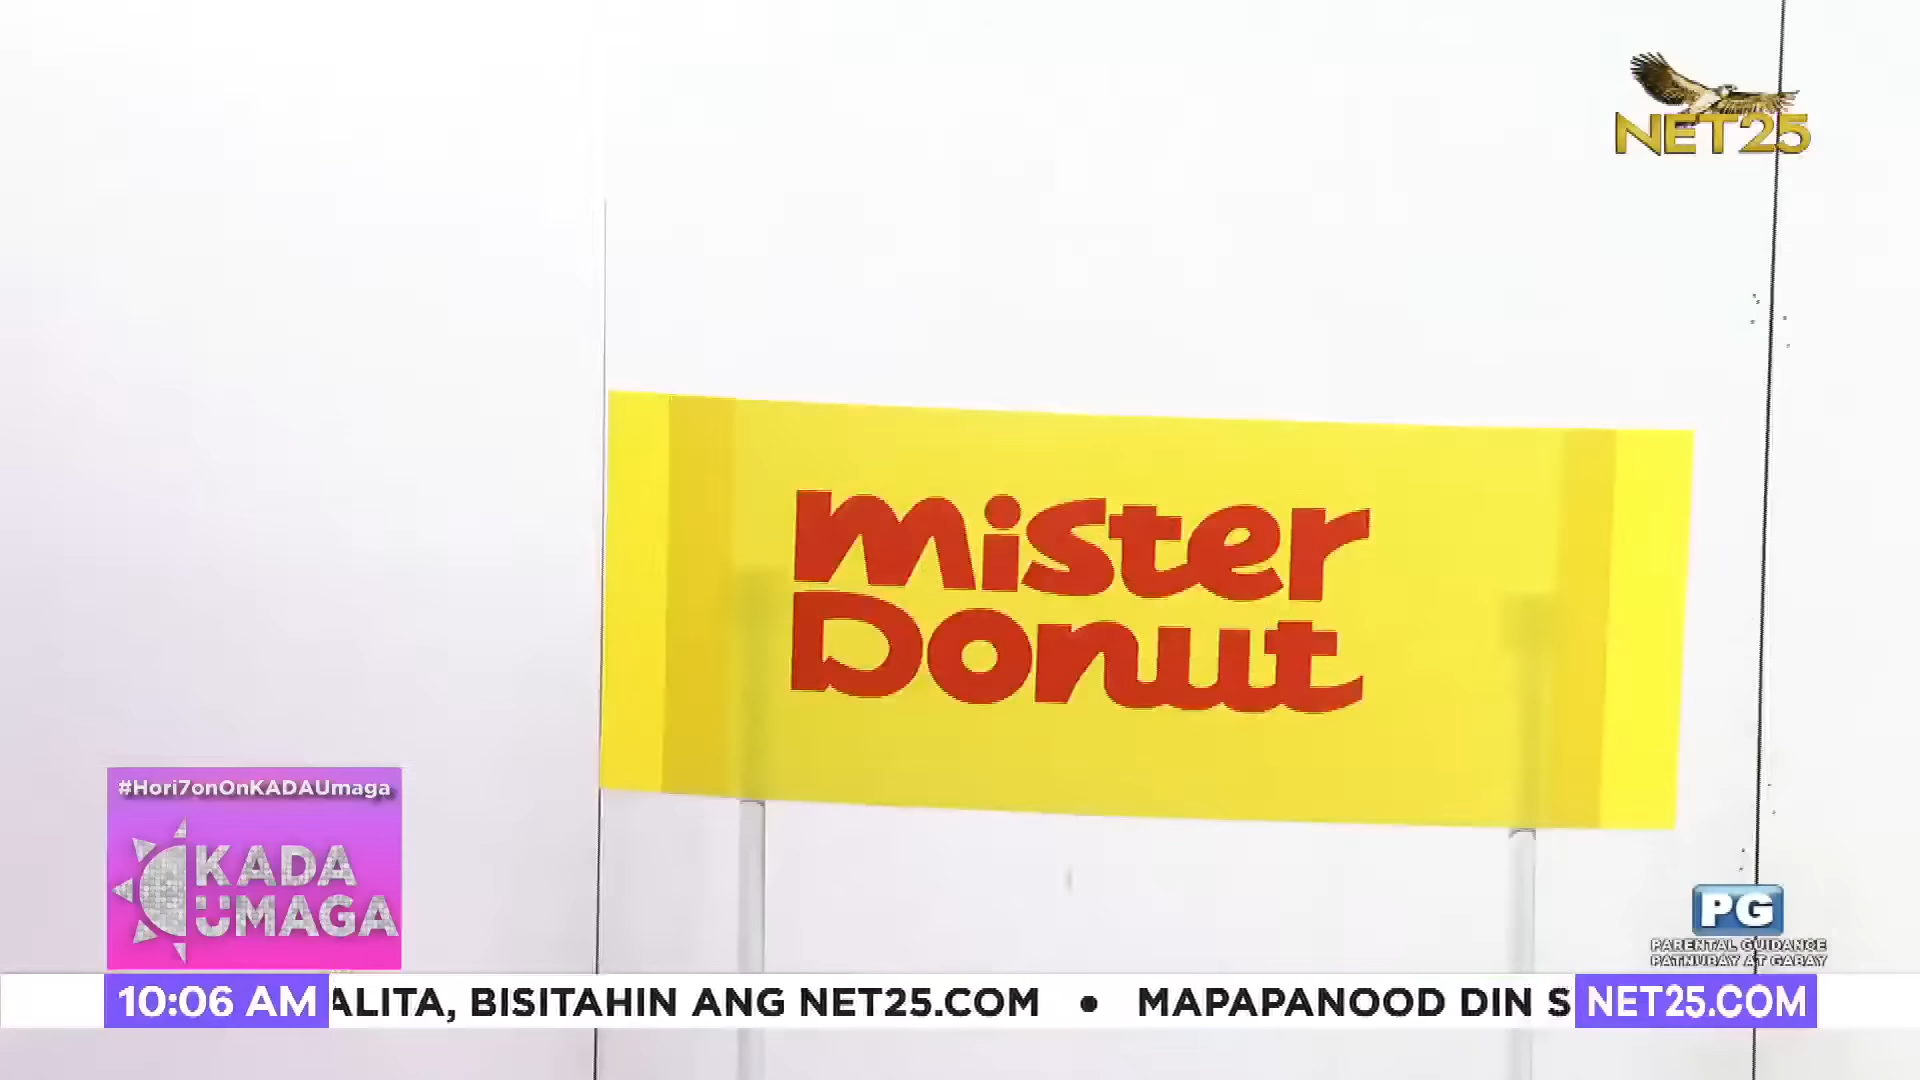 NET25
mister
Donut
#Hori7onOnKADAUmaga
KADA
UMAGA
PG
PARENTAL GUIDANCE
PATNUBAY AT GABAY
10:06 AM
ALITA, BISITAHIN ANG NET25.COM • MAPAPANOOD DIN S
NET25.COM